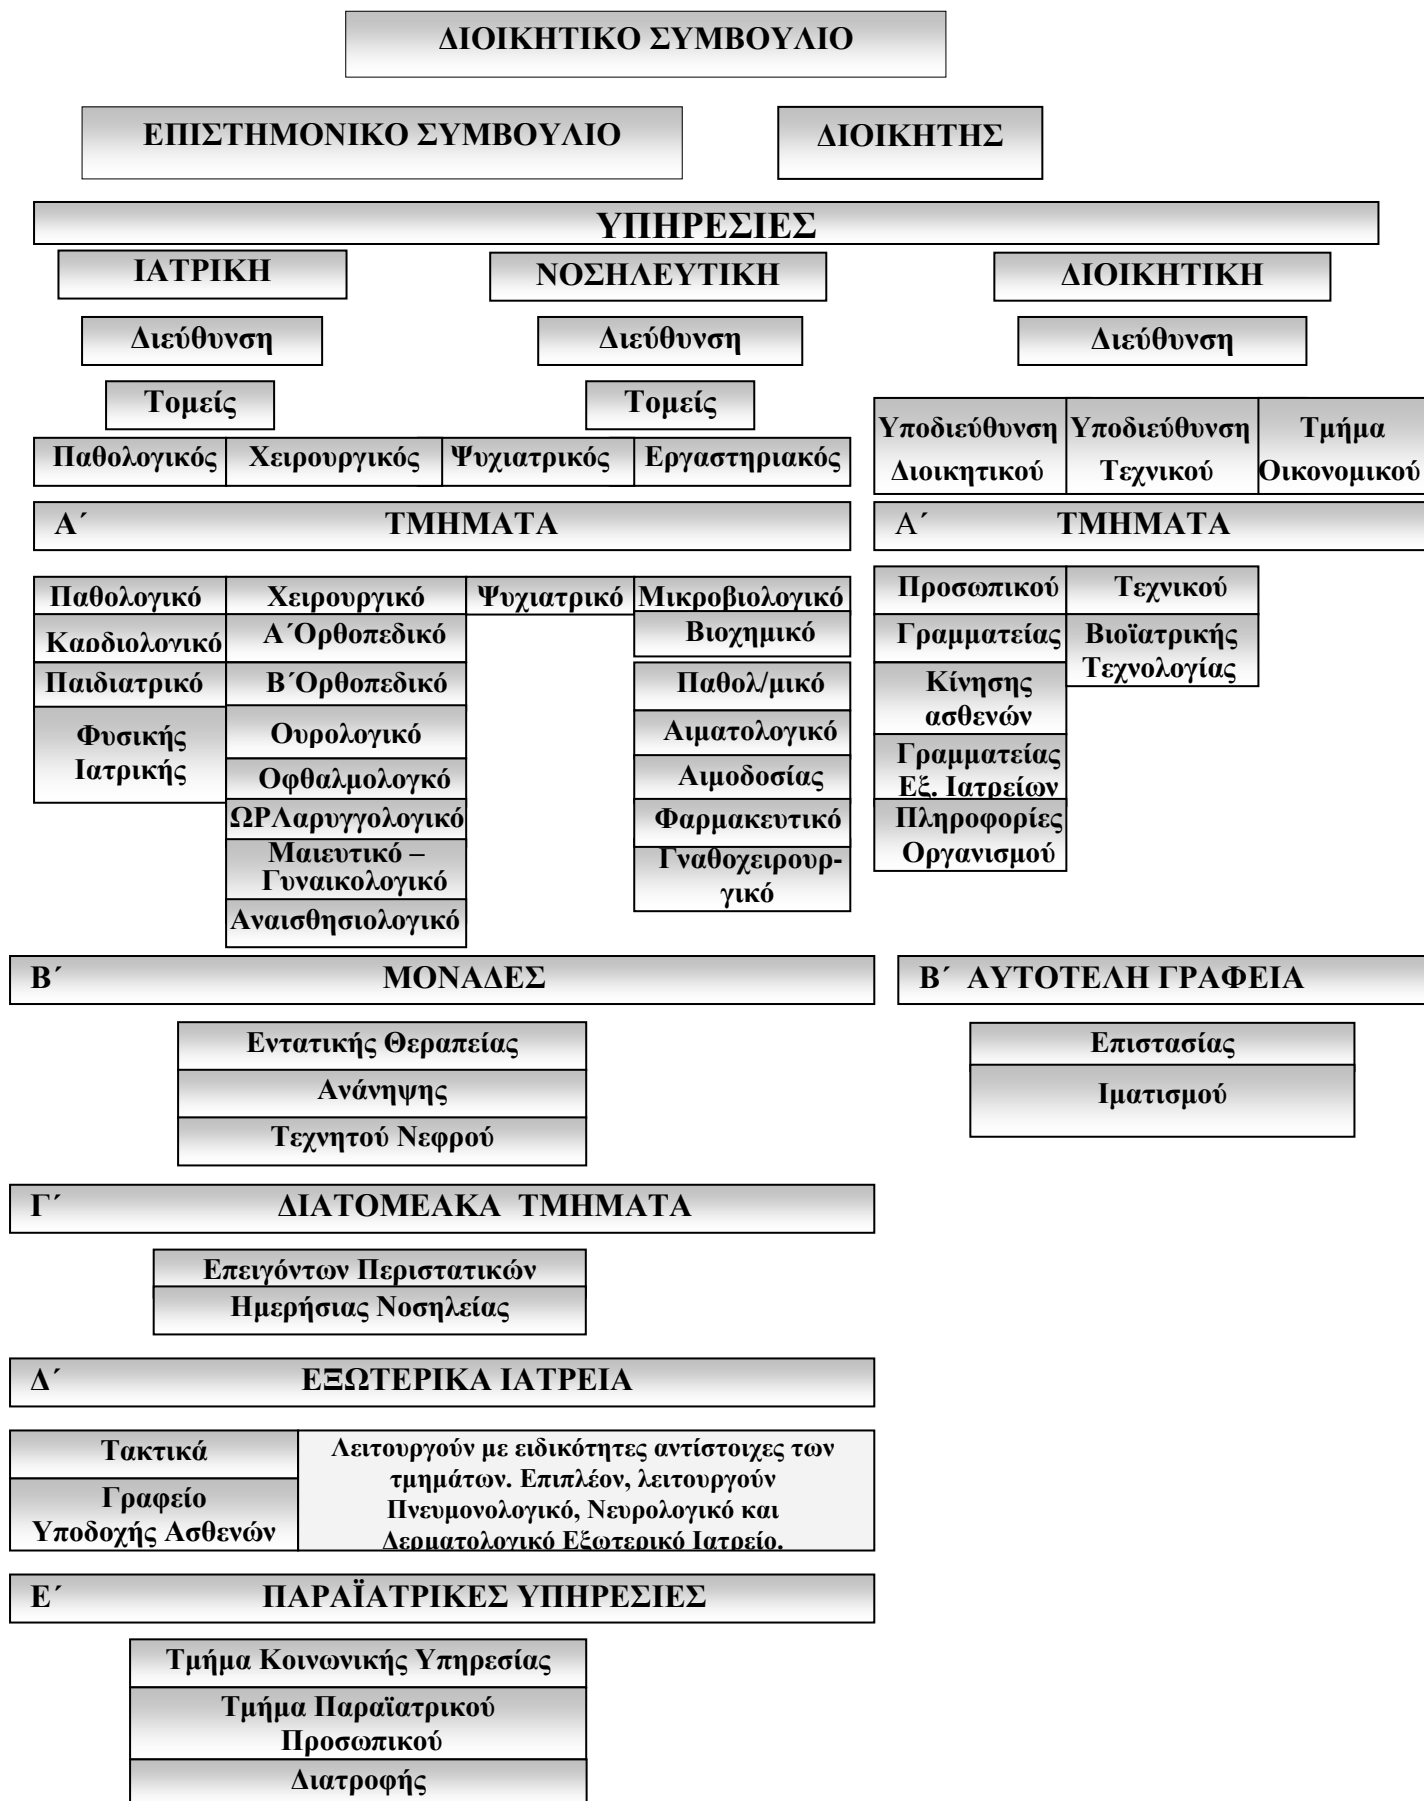 ΔΙΟΙΚΗΤΙΚΟ ΣΥΜΒΟΥΛΙΟ
ΕΠΙΣΤΗΜΟΝΙΚΟ ΣΥΜΒΟΥΛΙΟ
ΔΙΟΙΚΗΤΗΣ
ΥΠΗΡΕΣΙΕΣ
ΙΑΤΡΙΚΗ
ΝΟΣΗΛΕΥΤΙΚΗ
ΔΙΟΙΚΗΤΙΚΗ
Διεύθυνση
Διεύθυνση
Διεύθυνση
Τομείς
Τομείς
Παθολογικός
Χειρουργικός
Ψυχιατρικός
Εργαστηριακός
Υποδιεύθυνση
Διοικητικού
Υποδιεύθυνση
Τεχνικού
Τμήμα
Οικονομικού
Α΄ ΤΜΗΜΑΤΑ
Α΄ ΤΜΗΜΑΤΑ
Παθολογικό
Καρδιολογικό
Παιδιατρικό
Φυσικής
Ιατρικής
Χειρουργικό
Α΄Ορθοπεδικό
Β΄Ορθοπεδικό
Ουρολογικό
Οφθαλμολογκό
ΩΡΛαρυγγολογικό
Μαιευτικό –
Γυναικολογικό
Αναισθησιολογικό
Ψυχιατρικό
Μικροβιολογικό
Βιοχημικό
Παθολ/μικό
Αιματολογικό
Αιμοδοσίας
Φαρμακευτικό
Γναθοχειρουρ-
γικό
Προσωπικού
Γραμματείας
Κίνησης
ασθενών
Γραμματείας
Εξ. Ιατρείων
Πληροφορίες
Οργανισμού
Τεχνικού
Βιοϊατρικής
Τεχνολογίας
Β΄ ΜΟΝΑΔΕΣ
Β΄ ΑΥΤΟΤΕΛΗ ΓΡΑΦΕΙΑ
Εντατικής Θεραπείας
Ανάνηψης
Τεχνητού Νεφρού
Επιστασίας
Ιματισμού
Γ΄ ΔΙΑΤΟΜΕΑΚΑ ΤΜΗΜΑΤΑ
Επειγόντων Περιστατικών
Ημερήσιας Νοσηλείας
Δ΄ ΕΞΩΤΕΡΙΚΑ ΙΑΤΡΕΙΑ
Τακτικά
Γραφείο
Υποδοχής Ασθενών
Λειτουργούν με ειδικότητες αντίστοιχες των
τμημάτων. Επιπλέον, λειτουργούν
Πνευμονολογικό, Νευρολογικό και
Δερματολογικό Εξωτερικό Ιατρείο.
Ε΄ ΠΑΡΑΪΑΤΡΙΚΕΣ ΥΠΗΡΕΣΙΕΣ
Τμήμα Κοινωνικής Υπηρεσίας
Τμήμα Παραϊατρικού
Προσωπικού
Διατροφής